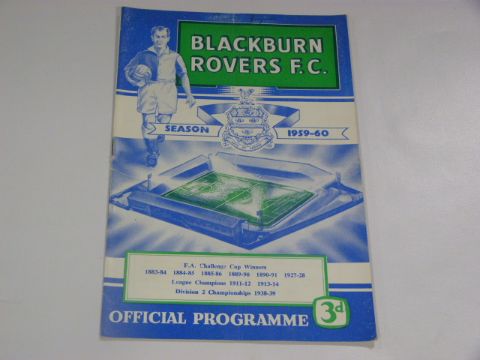 BLACKBURN
ROVERS F.C.
SEASON 1959-60
F.A. Challenge Cup Winners
1883-84 1884-85 1885-86 1889-90 1890-91 1927-28
League Champions 1911-12 1913-14
Division 2 Championships 1938-39
OFFICIAL PROGRAMME 3d